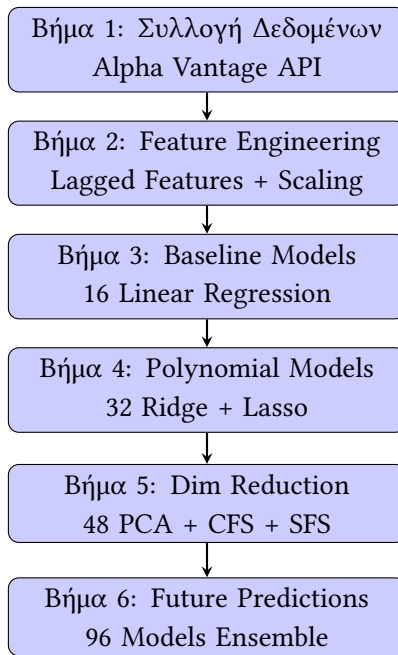 Βήμα 1: Συλλογή Δεδομένων
Alpha Vantage API
Βήμα 2: Feature Engineering
Lagged Features + Scaling
Βήμα 3: Baseline Models
16 Linear Regression
Βήμα 4: Polynomial Models
32 Ridge + Lasso
Βήμα 5: Dim Reduction
48 PCA + CFS + SFS
Βήμα 6: Future Predictions
96 Models Ensemble